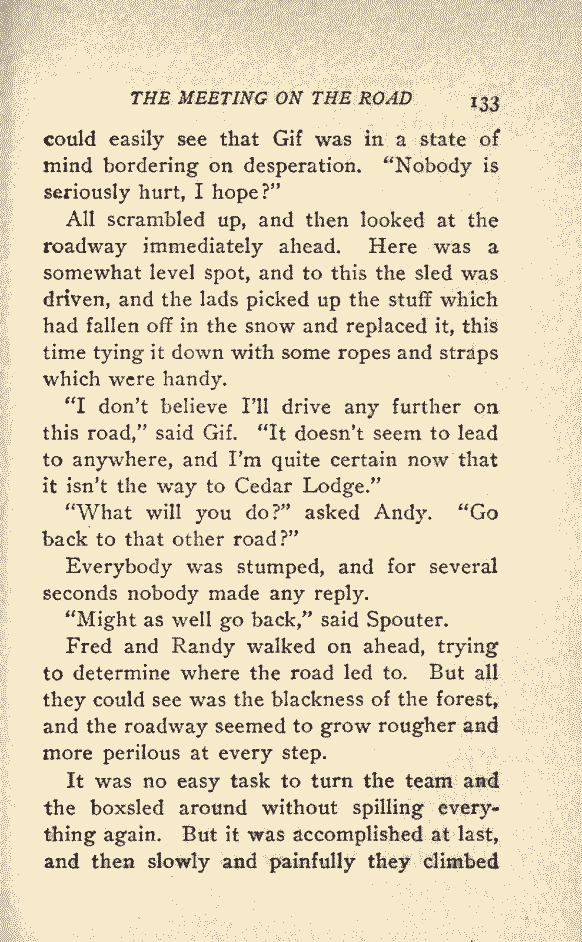 THE MEETING ON THE ROAD 133
could easily see that Gif was in a state of
mind bordering on desperation. “Nobody is
seriously hurt, I hope?”
All scrambled up, and then looked at the
roadway immediately ahead. Here was a
somewhat level spot, and to this the sled was
driven, and the lads picked up the stuff which
had fallen off in the snow and replaced it, this
time tying it down with some ropes and straps
which were handy.
“I don’t believe I’ll drive any further on
this road,” said Gif. “It doesn’t seem to lead
to anywhere, and I’m quite certain now that
it isn’t the way to Cedar Lodge.”
“What will you do?” asked Andy. “Go
back to that other road?”
Everybody was stumped, and for several
seconds nobody made any reply.
“Might as well go back,” said Spouter.
Fred and Randy walked on ahead, trying
to determine where the road led to. But all
they could see was the blackness of the forest,
and the roadway seemed to grow rougher and
more perilous at every step.
It was no easy task to turn the team and
the boxsled around without spilling every-
thing again. But it was accomplished at last,
and then slowly and painfully they climbed